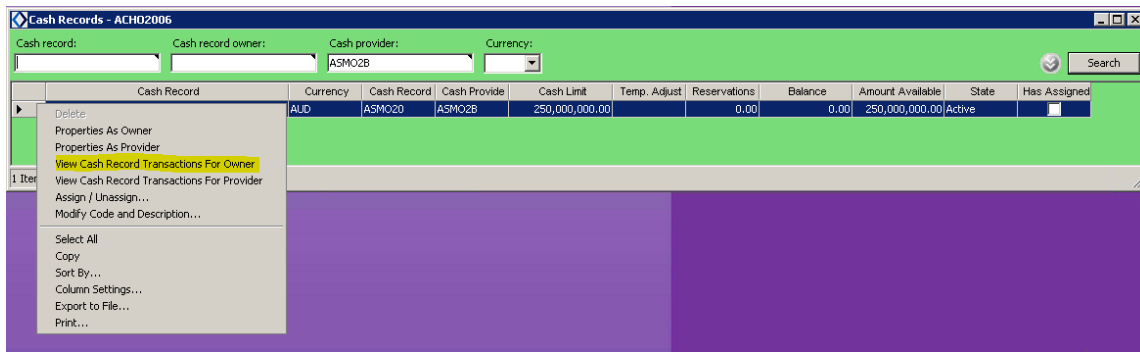 Cash Records - ACHO2006
Cash record: Cash record owner: Cash provider: Currency:
ASMO2B Search
Cash Record Currency Cash Record Cash Provide Cash Limit Temp. Adjust Reservations Balance Amount Available State Has Assigned
AUD ASMO20 ASMO2B 250,000,000.00 0.00 0.00 250,000,000.00 Active
Delete
Properties As Owner
Properties As Provider
View Cash Record Transactions For Owner
View Cash Record Transactions For Provider
1 Iter
Assign / Unassign...
Modify Code and Description...
Select All
Copy
Sort By...
Column Settings...
Export to File...
Print...